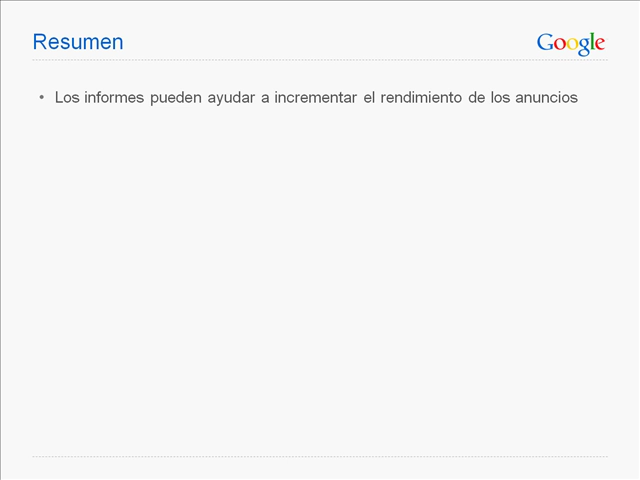 Resumen
Google
• Los informes pueden ayudar a incrementar el rendimiento de los anuncios